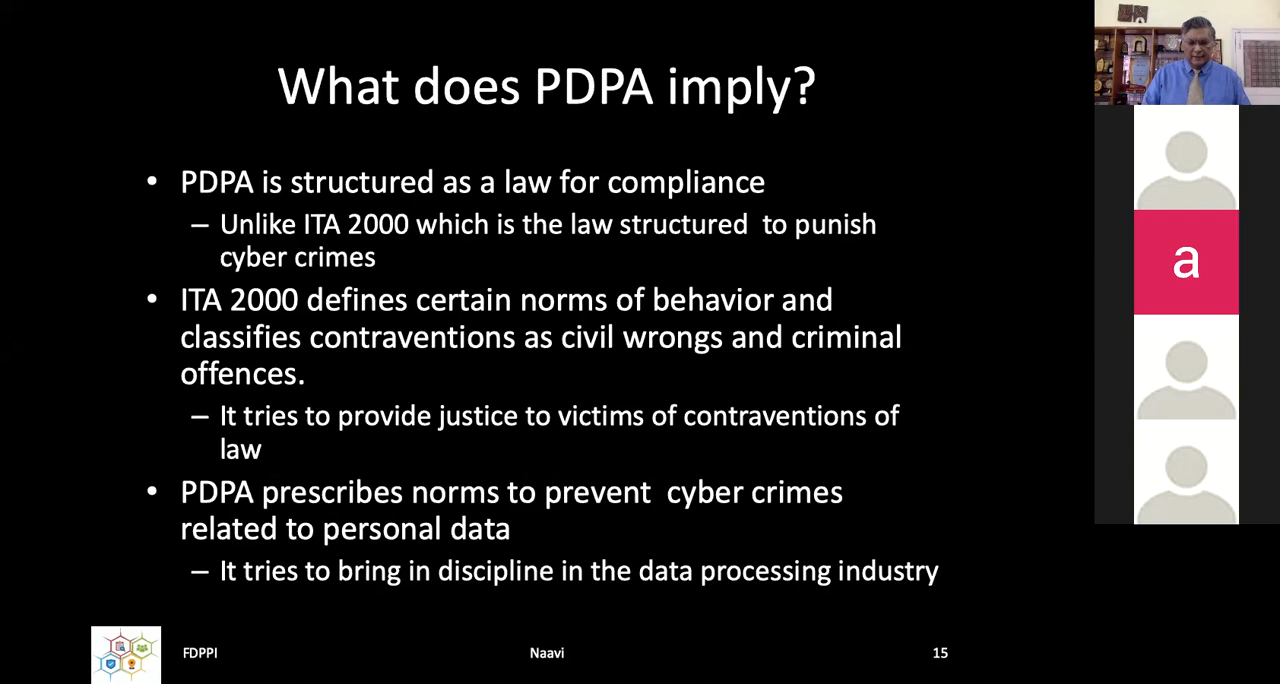 What does PDPA imply?
• PDPA is structured as a law for compliance
– Unlike ITA 2000 which is the law structured  to punish
cyber crimes
• ITA 2000 defines certain norms of behavior and
classifies contraventions as civil wrongs and criminal
offences.
– It tries to provide justice to victims of contraventions of
law
• PDPA prescribes norms to prevent  cyber crimes
related to personal data
– It tries to bring in discipline in the data processing industry
FDPPI
Naavi
15
a